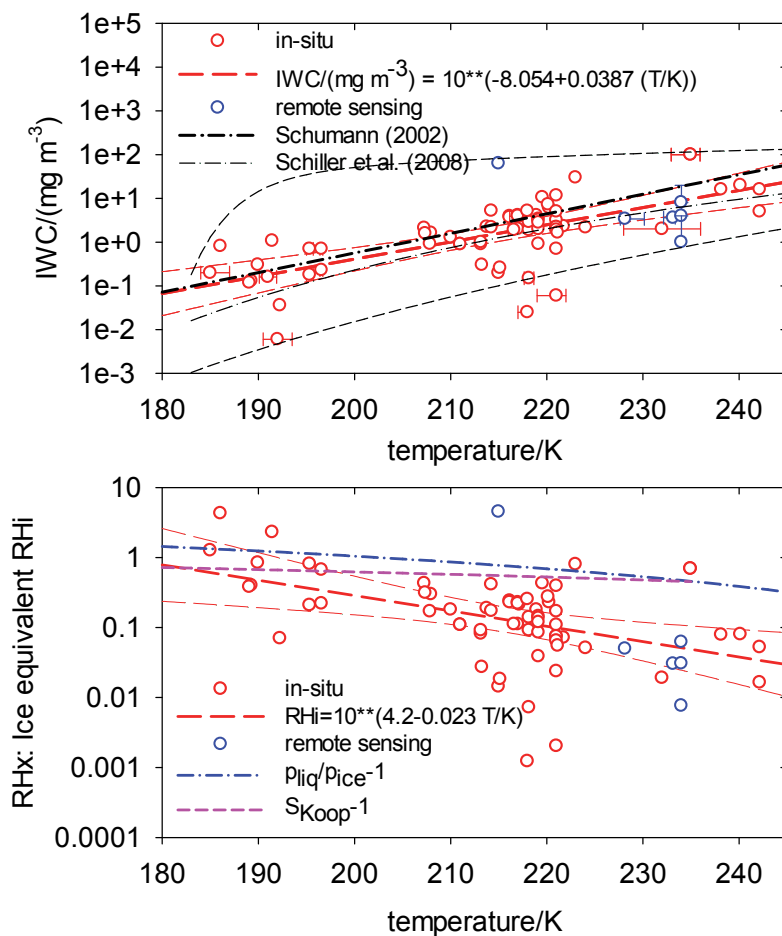 1e+5
1e+4
1e+3
1e+2
1e+1
1e+0
1e-1
1e-2
1e-3
IWC/(mg m-3)
in-situ
IWC/(mg m-3) = 10**(-8.054+0.0387 (T/K))
remote sensing
Schumann (2002)
Schiller et al. (2008)
180 190 200 210 220 230 240
temperature/K
10
1
0.1
0.01
0.001
0.0001
RHx: Ice equivalent RHi
in-situ
RHi=10**(4.2-0.023 T/K)
remote sensing
pliq/pice-1
SKoop-1
180 190 200 210 220 230 240
temperature/K